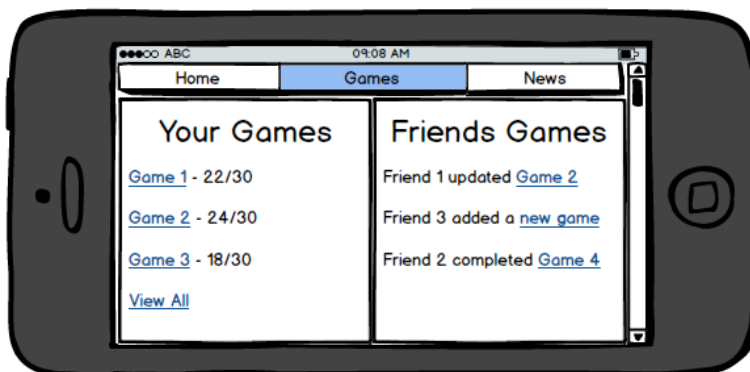 ABC 09:08 AM
Home Games News
Your Games
Game 1 - 22/30
Game 2 - 24/30
Game 3 - 18/30
View All
Friends Games
Friend 1 updated Game 2
Friend 3 added a new game
Friend 2 completed Game 4